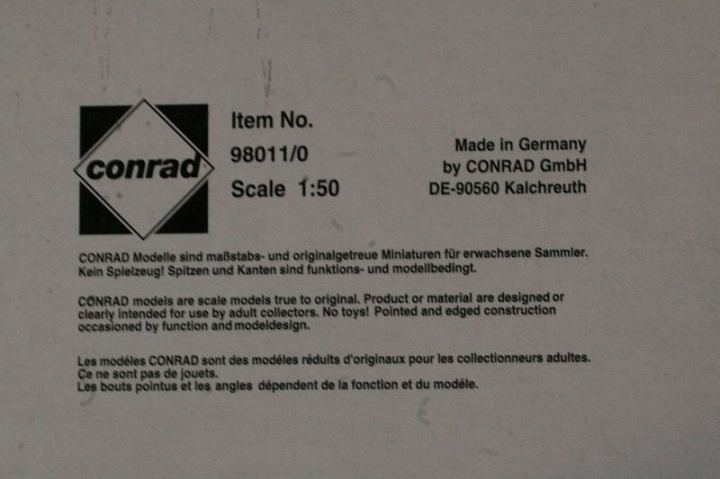 conrad
Item No.
98011/0
Scale 1:50
Made in Germany
by CONRAD GmbH
DE-90560 Kalchreuth
CONRAD Modelle sind maßstabs- und originalgetreue Miniaturen für erwachsene Sammler.
Kein Spielzeug! Spitzen und Kanten sind funktions- und modellbedingt.
CONRAD models are scale models true to original. Product or material are designed or
clearly intended for use by adult collectors. No toys! Pointed and edged construction
occasioned by function and modeldesign.
Les modéles CONRAD sont des modéles réduits d'originaux pour les collectionneurs adultes.
Ce ne sont pas de jouets.
Les bouts pointus et les angles dépendent de la fonction et du modéle.